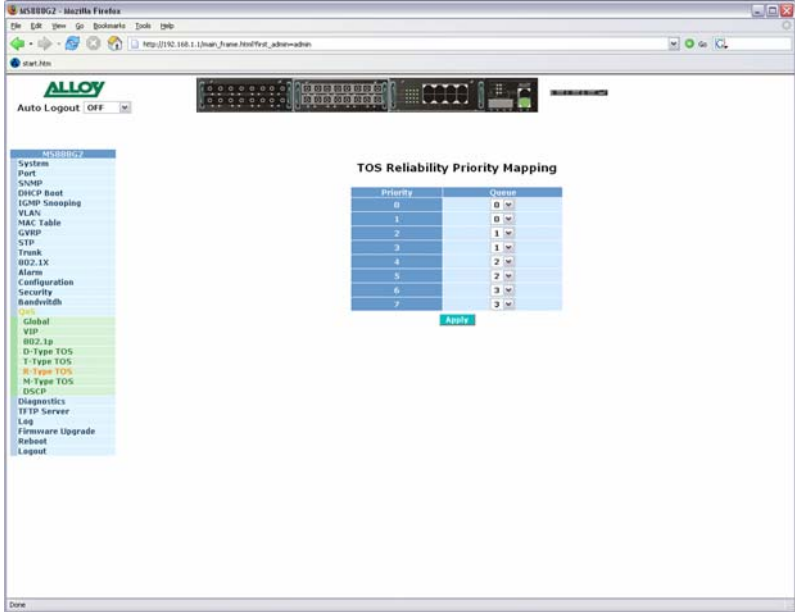 MS800G2 - Mozilla Firefox
File Edit View Go Bookmarks Tools Help
http://192.168.1.1/main_frame.html?first_admin=admin
Go
start.htm
ALLOY
Auto Logout OFF
MS800G2
System
Port
SNMP
DHCP Boot
IGMP Snooping
VLAN
MAC Table
GVRP
STP
Trunk
802.1X
Alarm
Configuration
Security
Bandwitdh
QoS
Global
VIP
802.1p
D-Type TOS
T-Type TOS
R-Type TOS
M-Type TOS
DSCP
Diagnostics
TFTP Server
Log
Firmware Upgrade
Reboot
Logout
TOS Reliability Priority Mapping
Priority Queue
0 0
1 0
2 1
3 1
4 2
5 2
6 3
7 3
Apply
Done